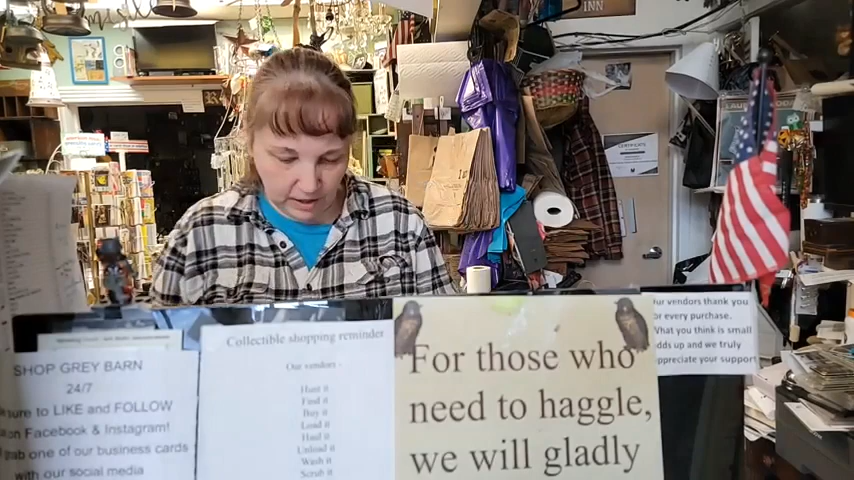 INN
CERTIFICATE
SHOP GREY BARN
24/7
sure to LIKE and FOLLOW
on Facebook & Instagram!
grab one of our business cards
with our social media
Collectible shopping reminder
Our vendors -
Hunt it
Find it
Buy it
Load it
Haul it
Unload it
Wash it
Scrub it
For those who
need to haggle,
we will gladly
Our vendors thank you
for every purchase.
What you think is small
adds up and we truly
appreciate your support